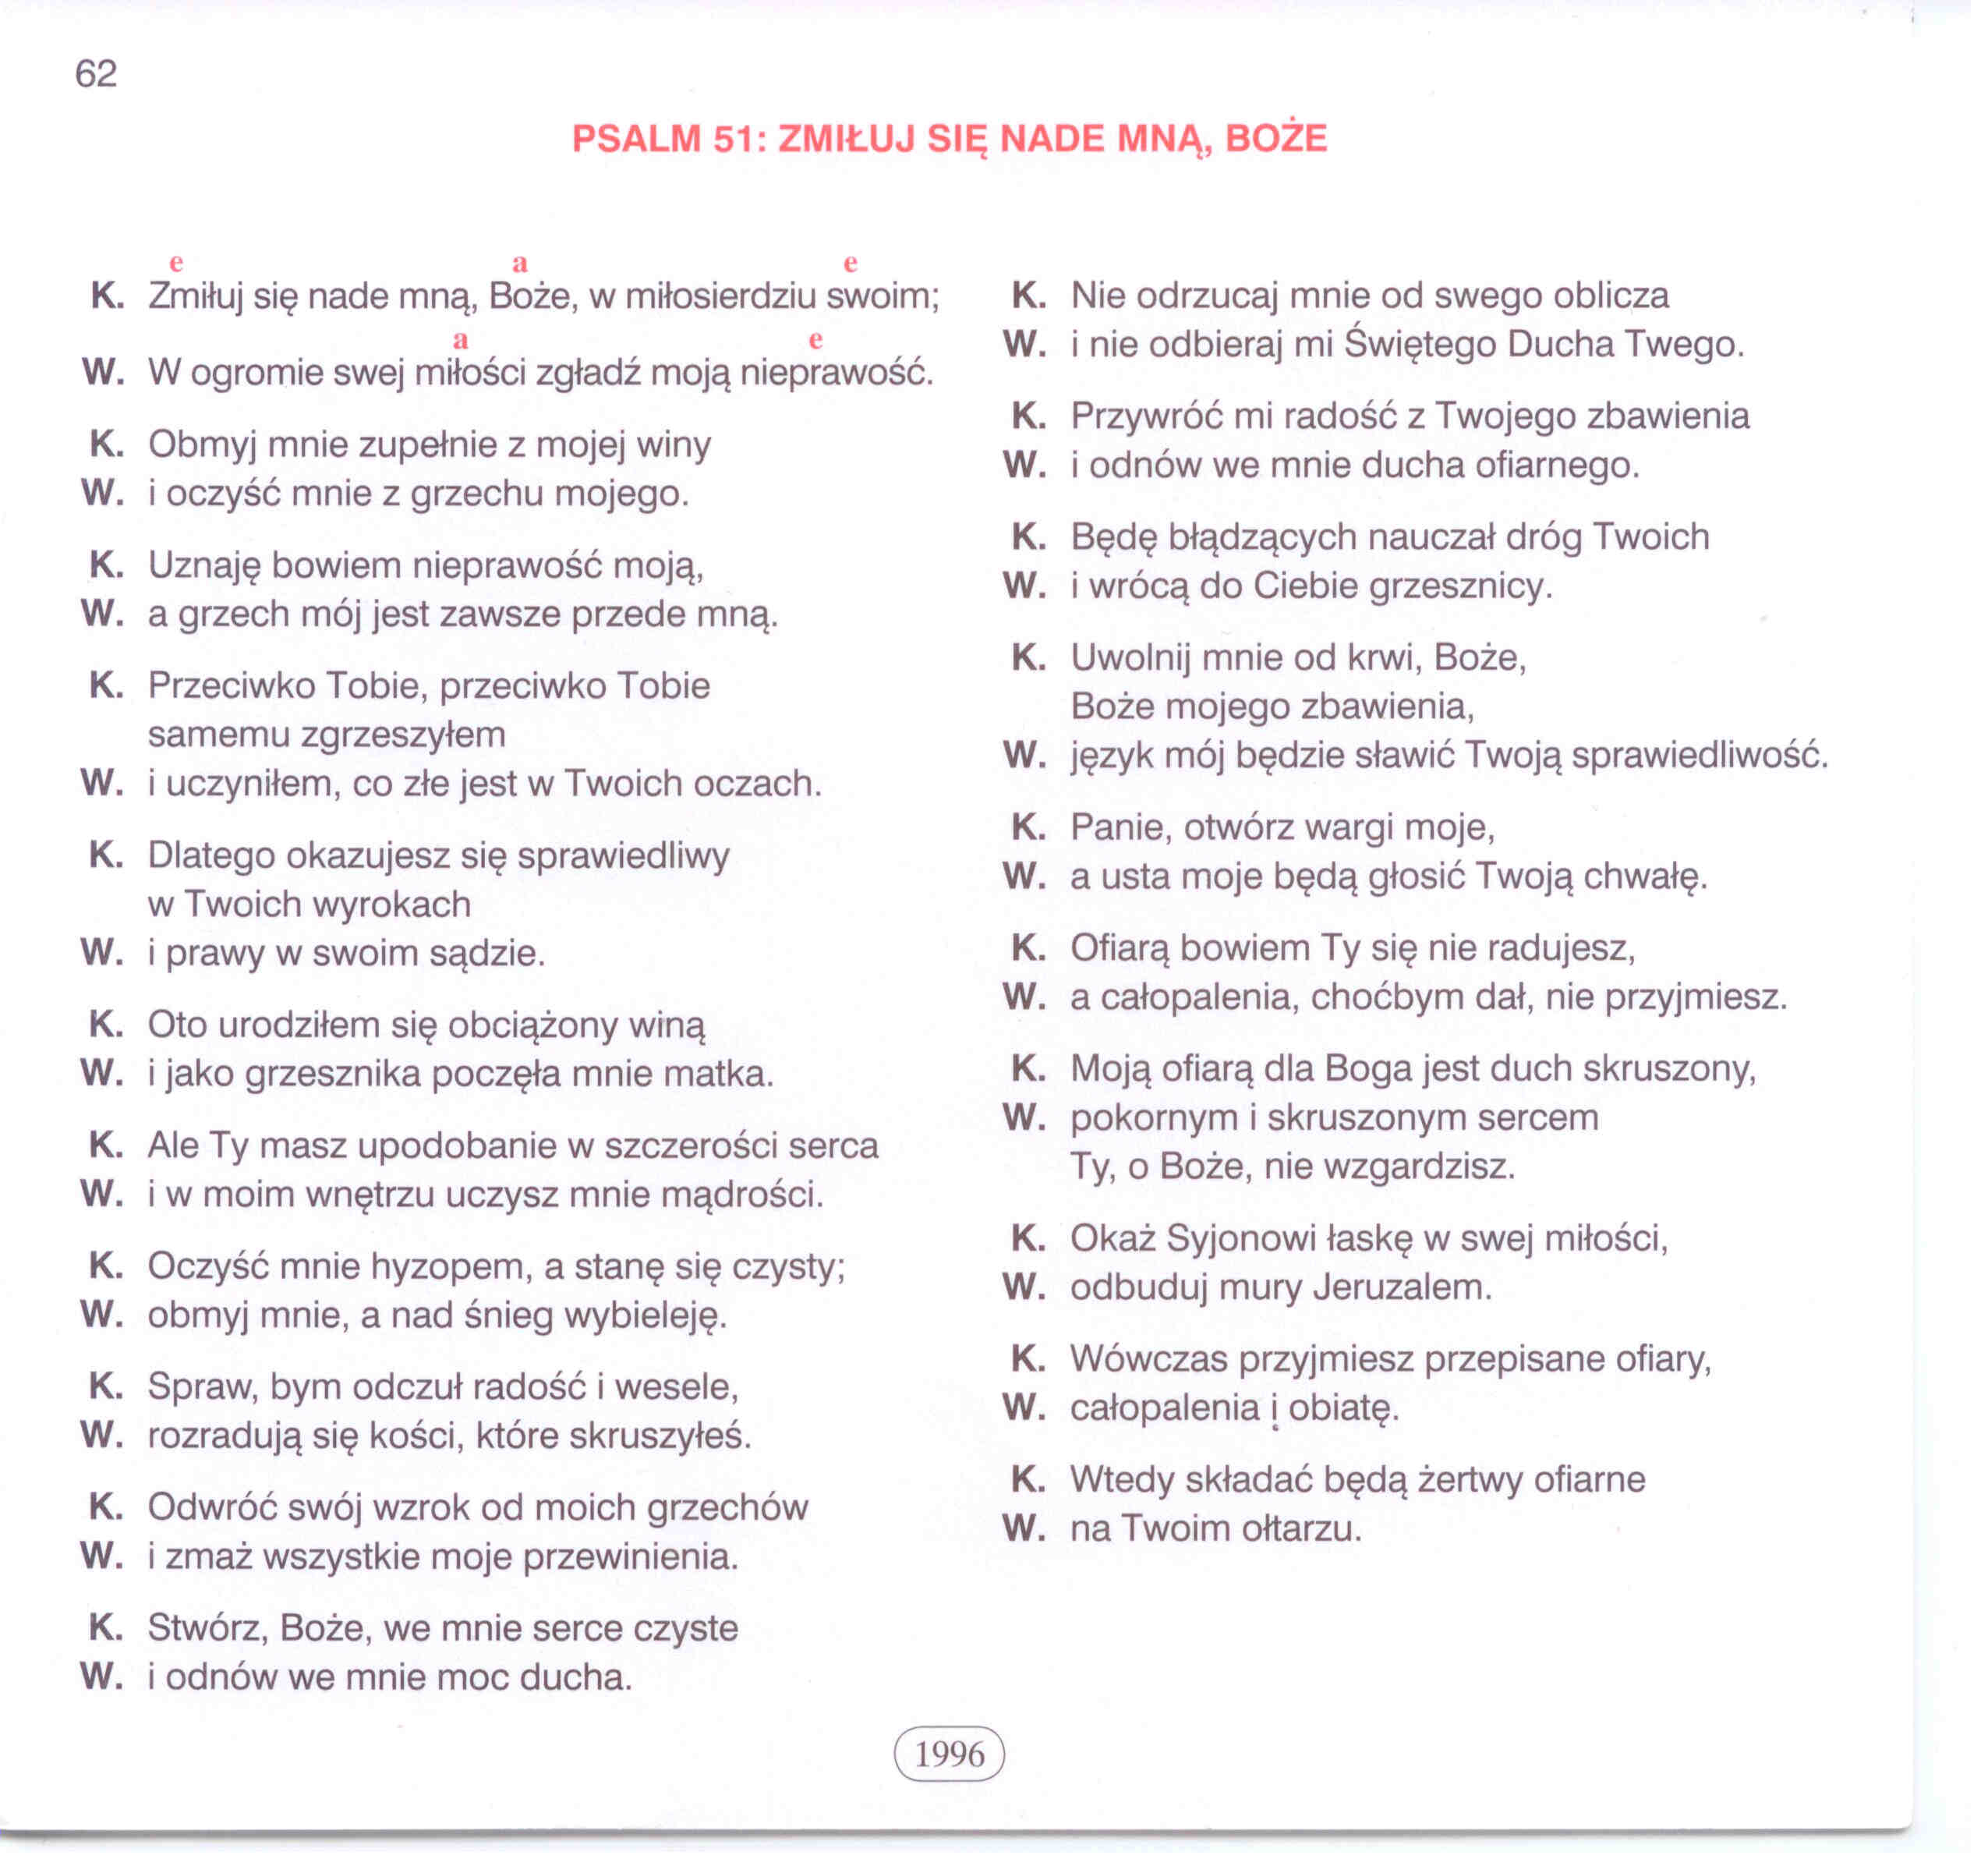 62
PSALM 51: ZMIŁUJ SIĘ NADE MNĄ, BOŻE
e a e
K. Zmiłuj się nade mną, Boże, w miłosierdziu swoim;
a e
W. W ogromie swej miłości zgładź moją nieprawość.
K. Obmyj mnie zupełnie z mojej winy
W. i oczyść mnie z grzechu mojego.
K. Uznaję bowiem nieprawość moją,
W. a grzech mój jest zawsze przede mną.
K. Przeciwko Tobie, przeciwko Tobie
samemu zgrzeszyłem
W. i uczyniłem, co złe jest w Twoich oczach.
K. Dlatego okazujesz się sprawiedliwy
w Twoich wyrokach
W. i prawy w swoim sądzie.
K. Oto urodziłem się obciążony winą
W. i jako grzesznika poczęła mnie matka.
K. Ale Ty masz upodobanie w szczerości serca
W. i w moim wnętrzu uczysz mnie mądrości.
K. Oczyść mnie hyzopem, a stanę się czysty;
W. obmyj mnie, a nad śnieg wybieleję.
K. Spraw, bym odczuł radość i wesele,
W. rozradują się kości, które skruszyłeś.
K. Odwróć swój wzrok od moich grzechów
W. i zmaż wszystkie moje przewinienia.
K. Stwórz, Boże, we mnie serce czyste
W. i odnów we mnie moc ducha.
K. Nie odrzucaj mnie od swego oblicza
W. i nie odbieraj mi Świętego Ducha Twego.
K. Przywróć mi radość z Twojego zbawienia
W. i odnów we mnie ducha ofiarnego.
K. Będę błądzących nauczał dróg Twoich
W. i wrócą do Ciebie grzesznicy.
K. Uwolnij mnie od krwi, Boże,
Boże mojego zbawienia,
W. język mój będzie sławić Twoją sprawiedliwość.
K. Panie, otwórz wargi moje,
W. a usta moje będą głosić Twoją chwałę.
K. Ofiarą bowiem Ty się nie radujesz,
W. a całopalenia, choćbym dał, nie przyjmiesz.
K. Moją ofiarą dla Boga jest duch skruszony,
W. pokornym i skruszonym sercem
Ty, o Boże, nie wzgardzisz.
K. Okaż Syjonowi łaskę w swej miłości,
W. odbuduj mury Jeruzalem.
K. Wówczas przyjmiesz przepisane ofiary,
W. całopalenia i obiatę.
K. Wtedy składać będą żertwy ofiarne
W. na Twoim ołtarzu.
1996